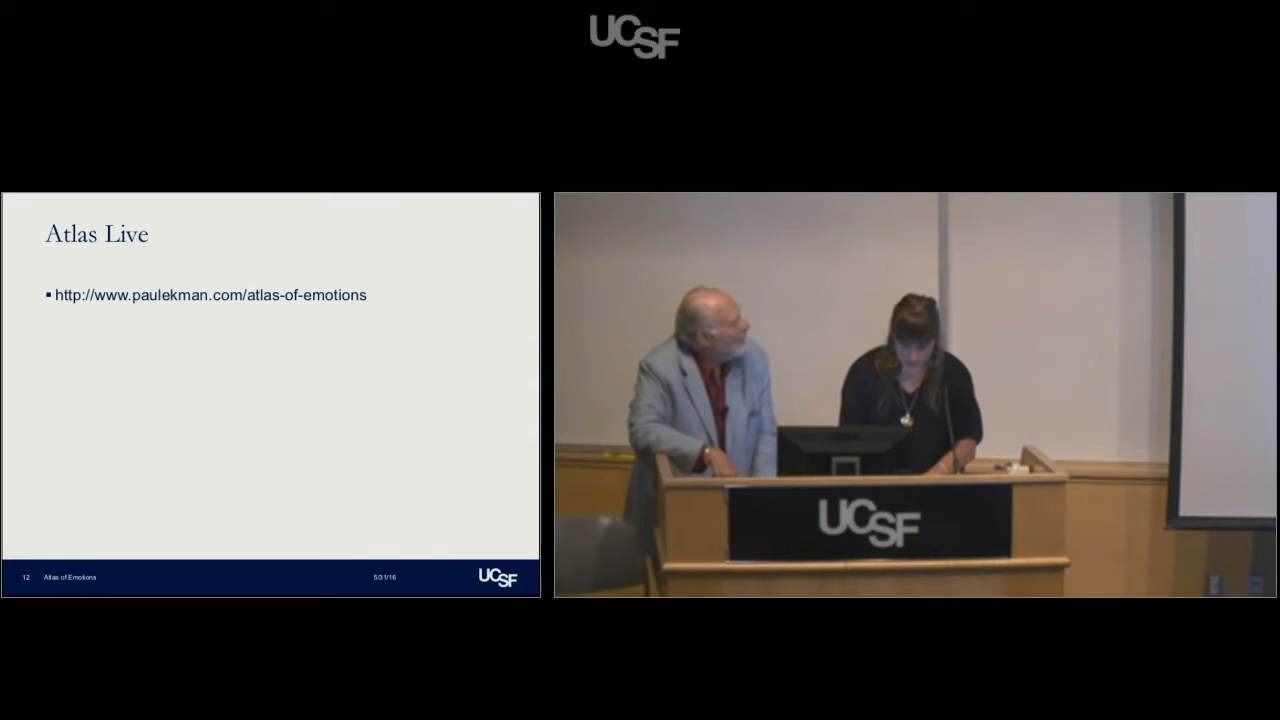 UCSF
Atlas Live
▪ http://www.paulekman.com/atlas-of-emotions
12 Atlas of Emotions 5/31/16 UCSF
UCSF